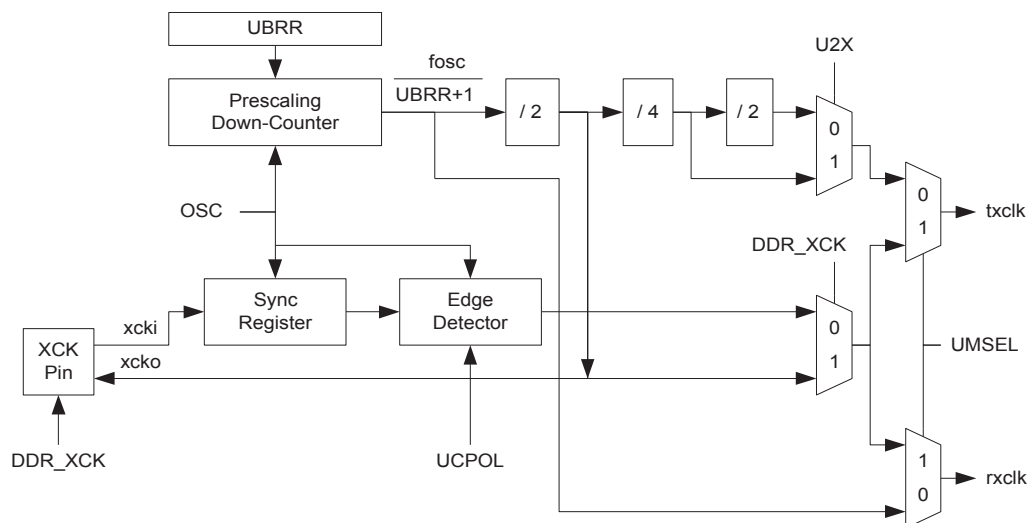 UBRR
fosc
UBRR+1
Prescaling
Down-Counter
/ 2
/ 4
/ 2
U2X
0
1
OSC
0
1
txclk
DDR_XCK
Sync
Register
Edge
Detector
0
1
xcki
XCK
Pin
xcko
UMSEL
DDR_XCK
UCPOL
1
0
rxclk